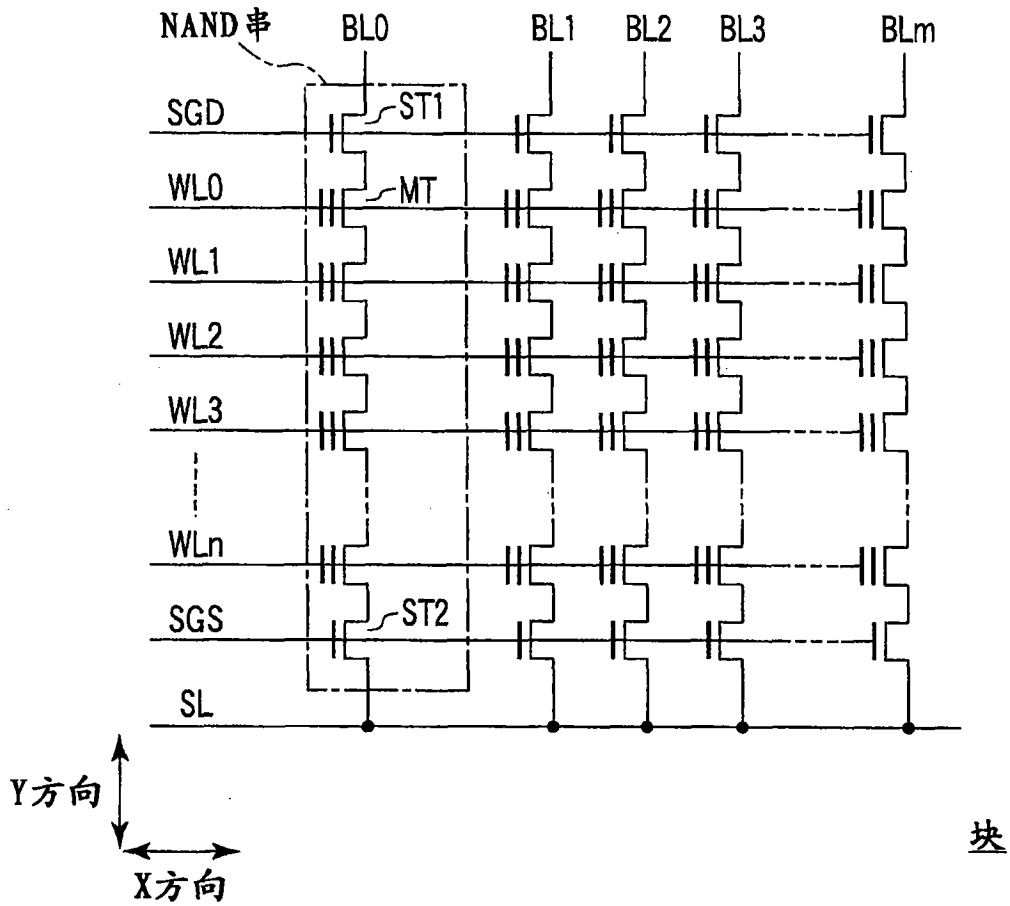 NAND串
BL0 BL1 BL2 BL3 BLm
SGD
ST1
WL0
MT
WL1
WL2
WL3
WLn
SGS
ST2
SL
Y方向
X方向
块